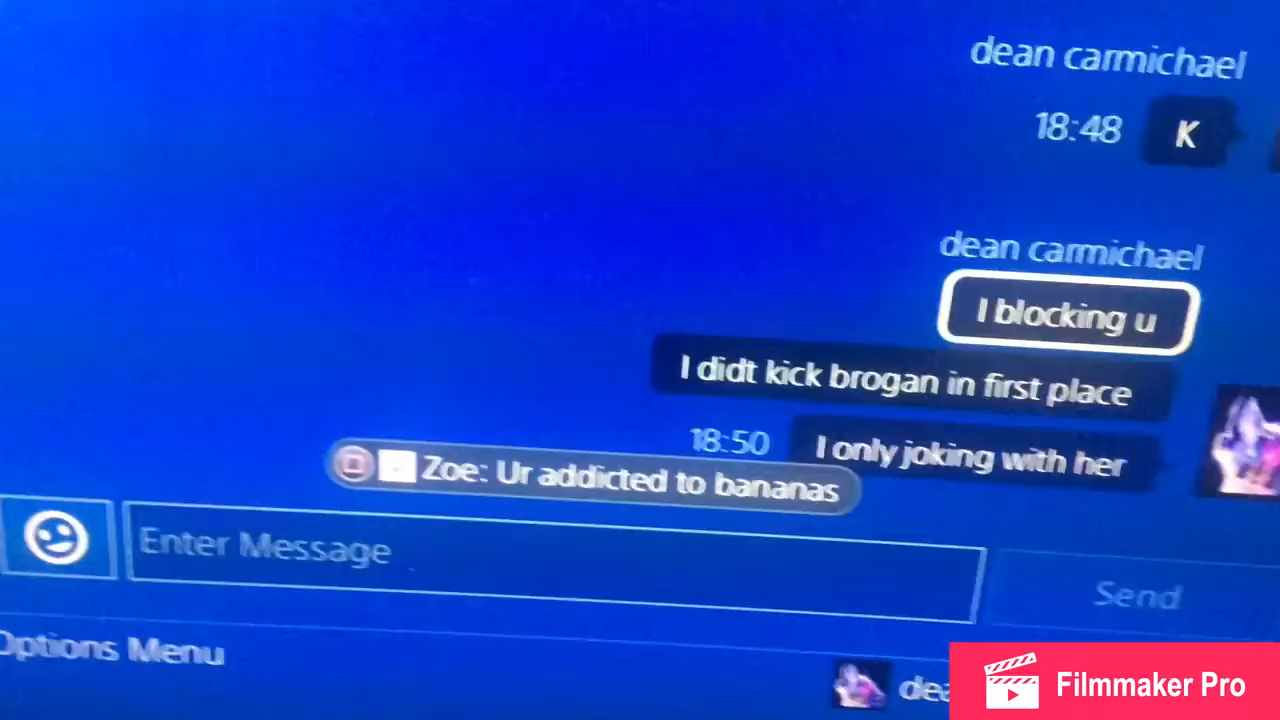 dean carmichael
18:48 K
dean carmichael
I blocking u
I didt kick brogan in first place
18:50 I only joking with her
Zoe: Ur addicted to bananas
Enter Message
Send
Options Menu
dea
Filmmaker Pro